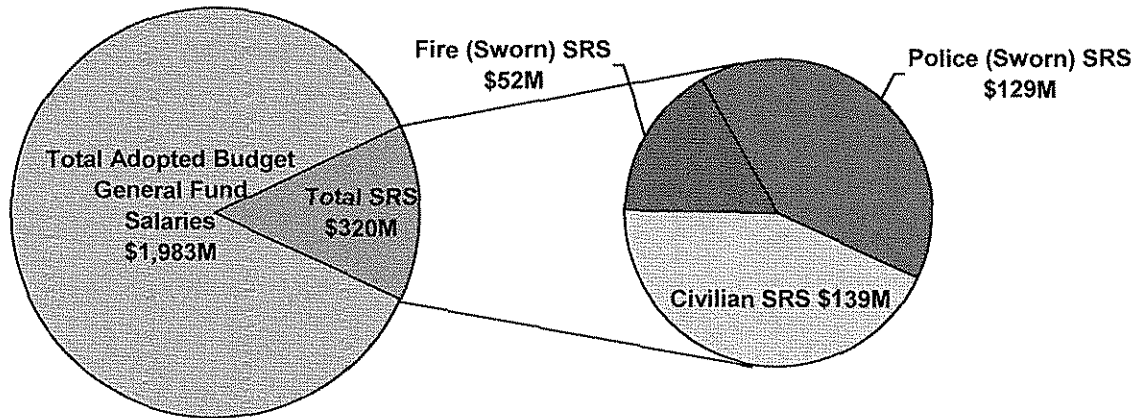 Total Adopted Budget
General Fund
Salaries
$1,983M
Total SRS
$320M
Fire (Sworn) SRS
$52M
Police (Sworn) SRS
$129M
Civilian SRS $139M